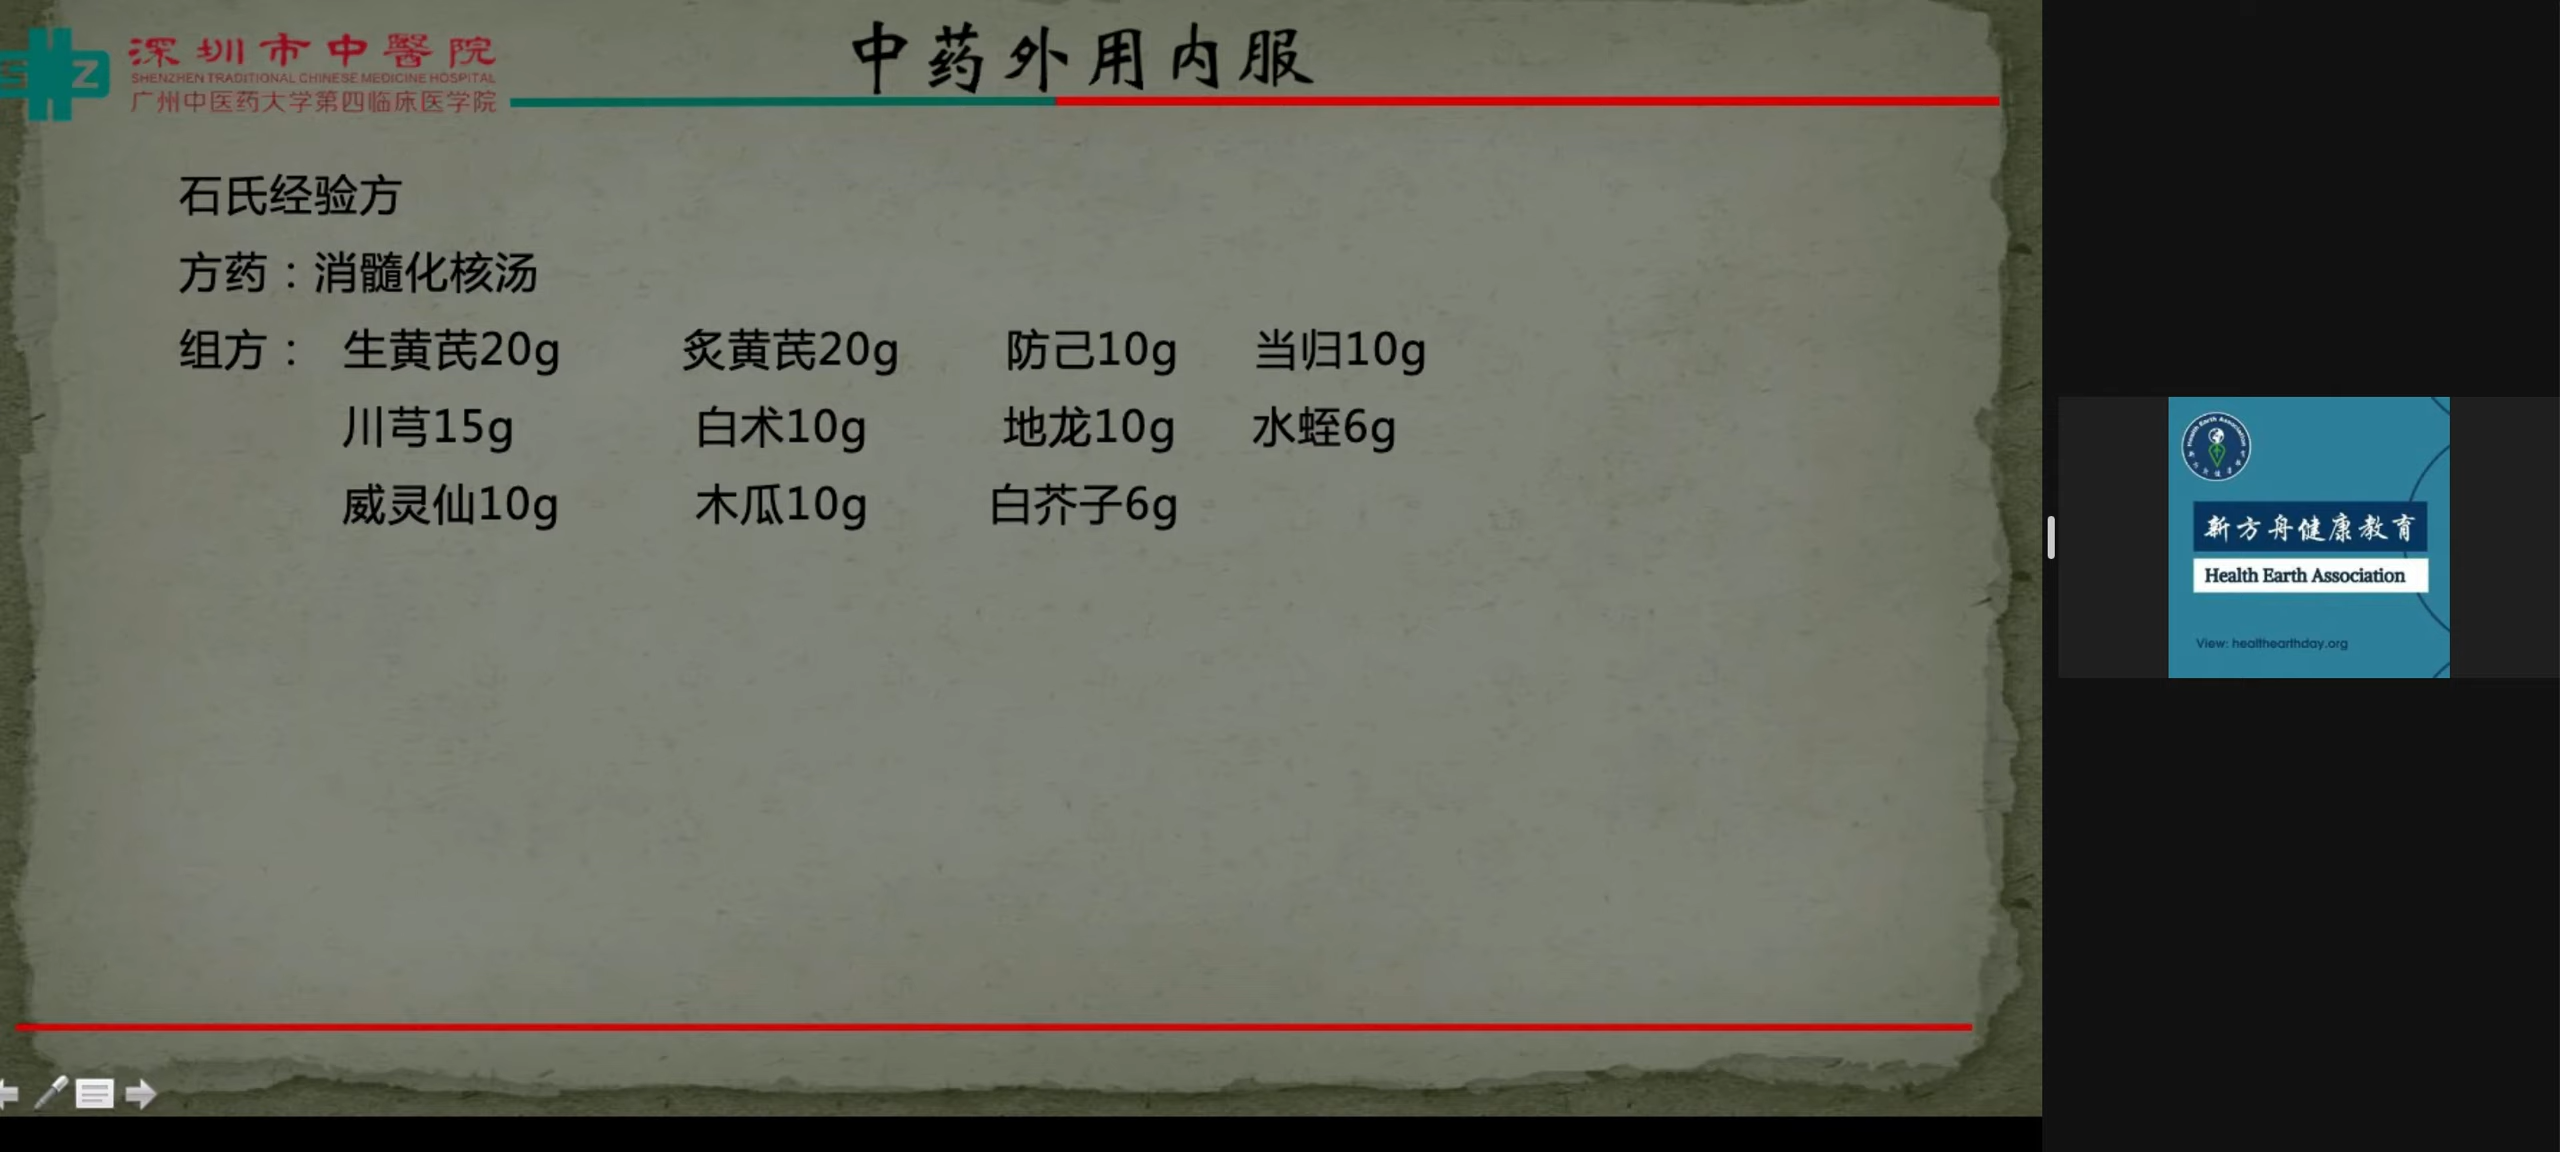 深圳市中醫院
SHENZHEN TRADITIONAL CHINESE MEDICINE HOSPITAL
广州中医药大学第四临床医学院
中药外用内服
石氏经验方
方药：消髓化核汤
组方： 生黄芪20g 炙黄芪20g 防己10g 当归10g
川芎15g 白术10g 地龙10g 水蛭6g
威灵仙10g 木瓜10g 白芥子6g
Health Earth Association
新方舟健康教育
Health Earth Association
View: healthearthday.org